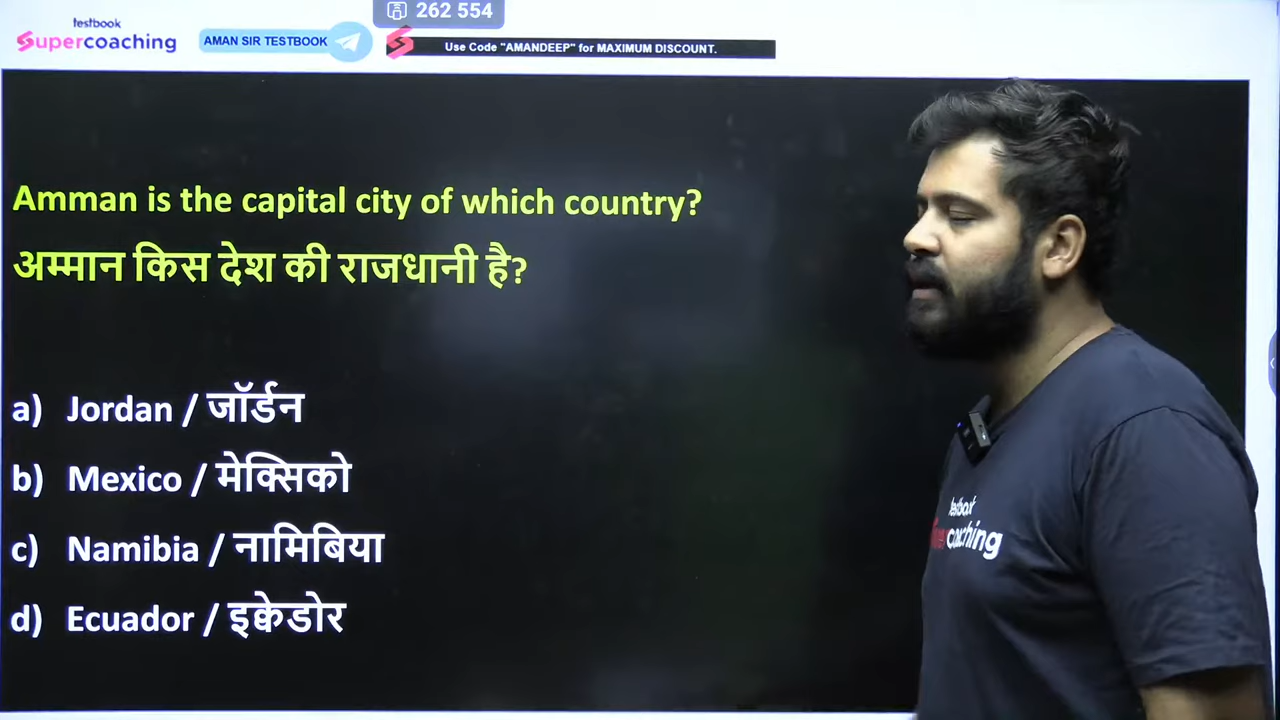 testbook
Supercoaching
AMAN SIR TESTBOOK
262 554
Use Code "AMANDEEP" for MAXIMUM DISCOUNT.
Amman is the capital city of which country?
अम्मान किस देश की राजधानी है?
a) Jordan / जॉर्डन
b) Mexico / मेक्सिको
c) Namibia / नामिबिया
d) Ecuador / इक्वेडोर
testbook
coaching